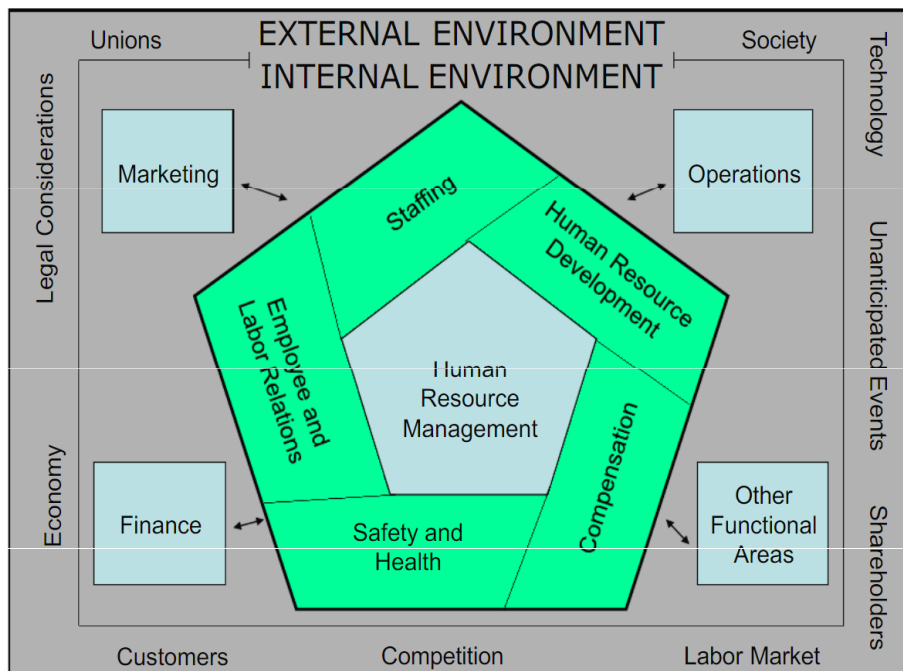 Unions
EXTERNAL ENVIRONMENT
Society
INTERNAL ENVIRONMENT
Technology
Legal Considerations
Marketing
Operations
Staffing
Human Resource
Development
Unanticipated Events
Employee and
Labor Relations
Human
Resource
Management
Compensation
Economy
Finance
Safety and
Health
Other
Functional
Areas
Shareholders
Customers
Competition
Labor Market